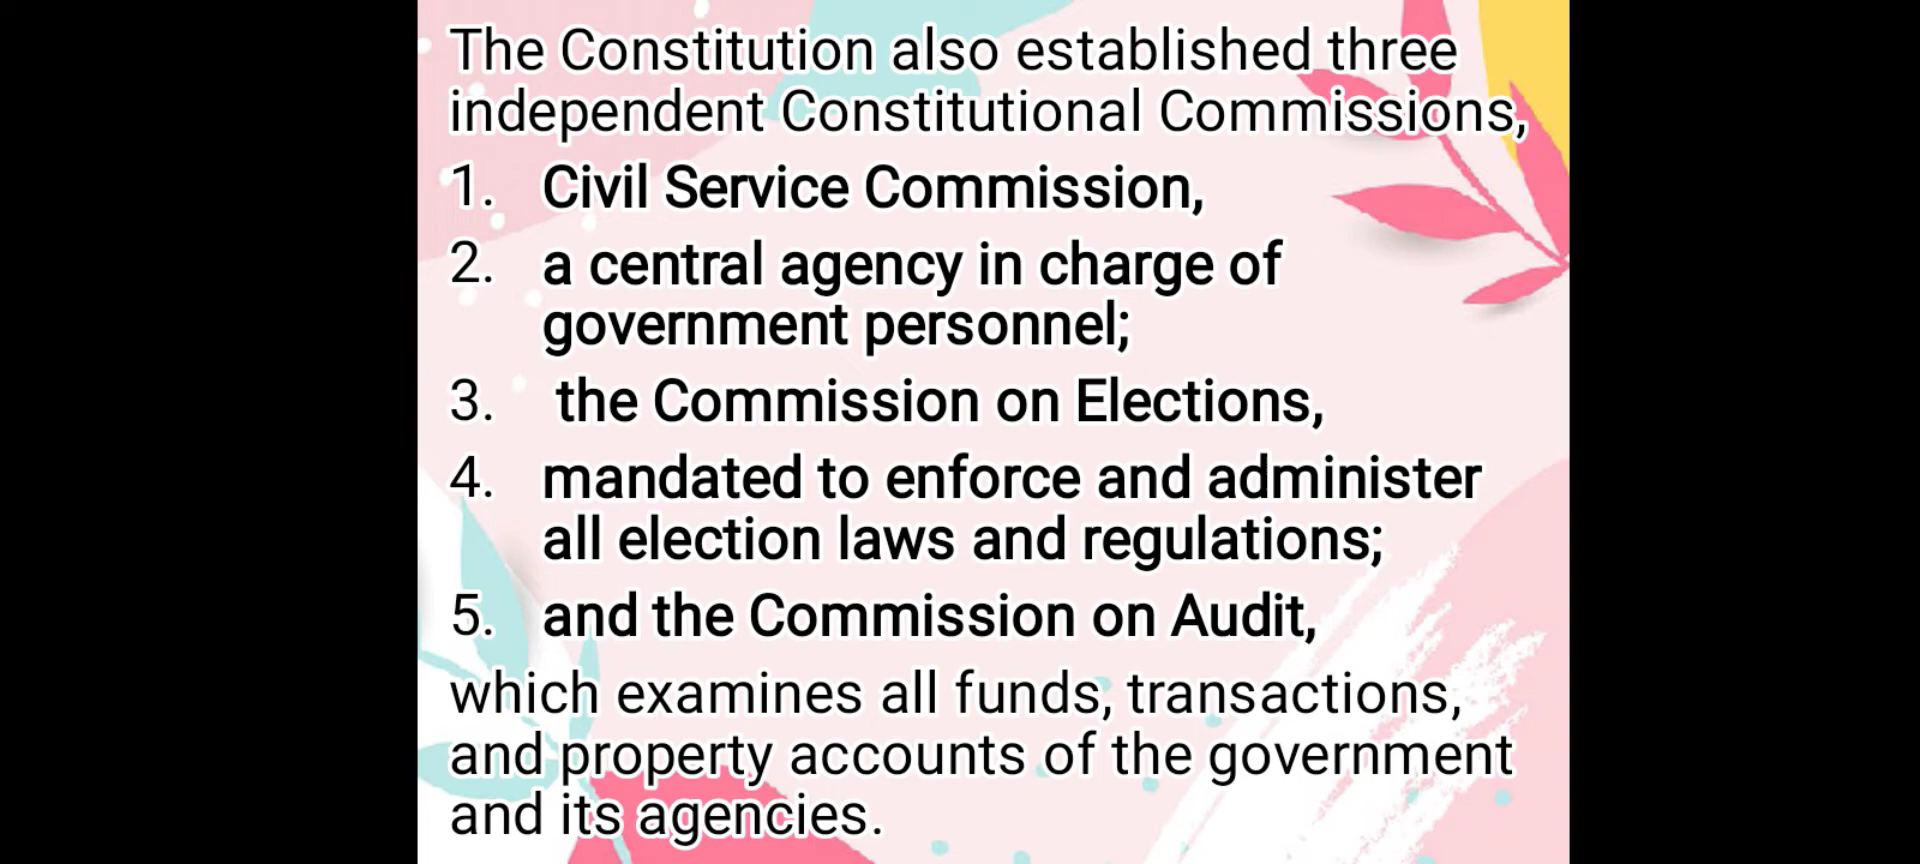 The Constitution also established three
independent Constitutional Commissions,
1. Civil Service Commission,
2. a central agency in charge of
government personnel;
3. the Commission on Elections,
4. mandated to enforce and administer
all election laws and regulations;
5. and the Commission on Audit,
which examines all funds, transactions,
and property accounts of the government
and its agencies.